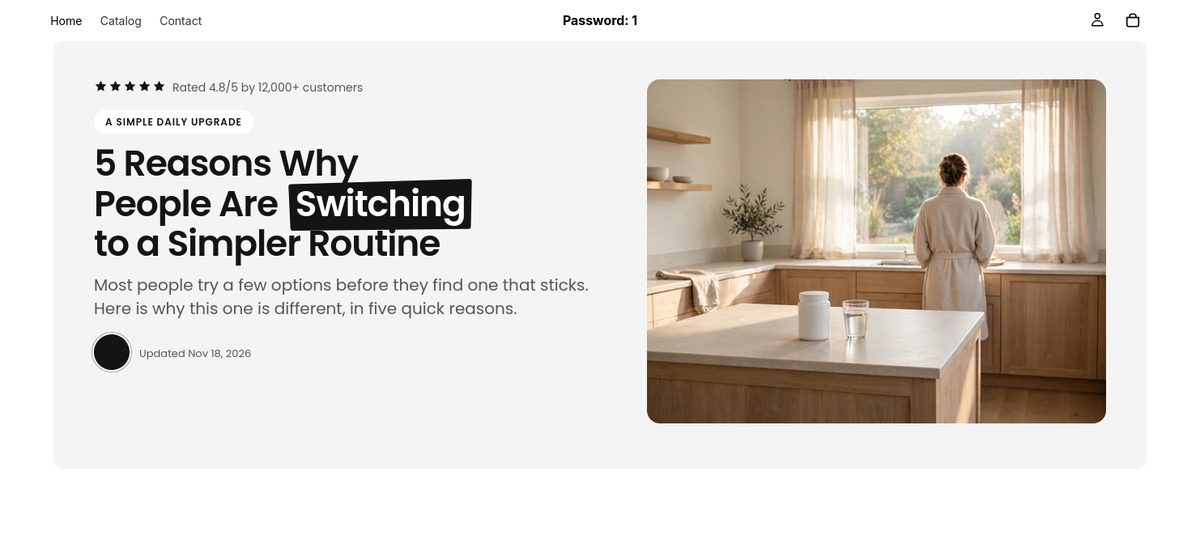 Home Catalog Contact
Password: 1
Rated 4.8/5 by 12,000+ customers
A SIMPLE DAILY UPGRADE
5 Reasons Why
People Are Switching
to a Simpler Routine
Most people try a few options before they find one that sticks.
Here is why this one is different, in five quick reasons.
Updated Nov 18, 2026